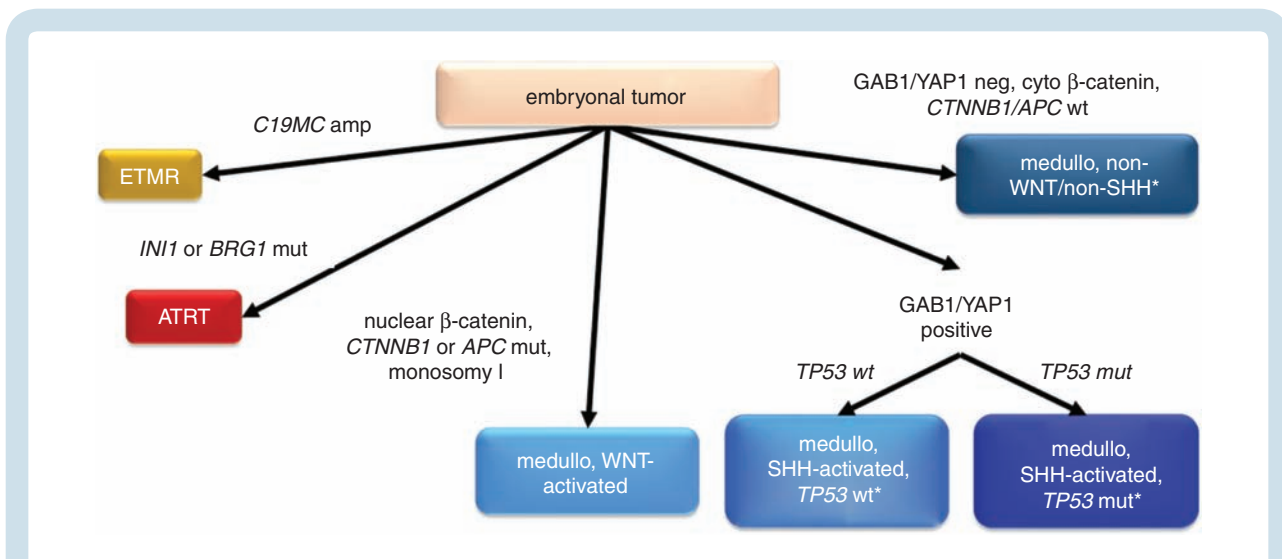 embryonal tumor
GAB1/YAP1 neg, cyto β-catenin,
CTNNB1/APC wt
C19MC amp
ETMR
medullo, non-
WNT/non-SHH*
INI1 or BRG1 mut
ATRT
nuclear β-catenin,
CTNNB1 or APC mut,
monosomy I
GAB1/YAP1
positive
TP53 wt
TP53 mut
medullo, WNT-
activated
medullo,
SHH-activated,
TP53 wt*
medullo,
SHH-activated,
TP53 mut*